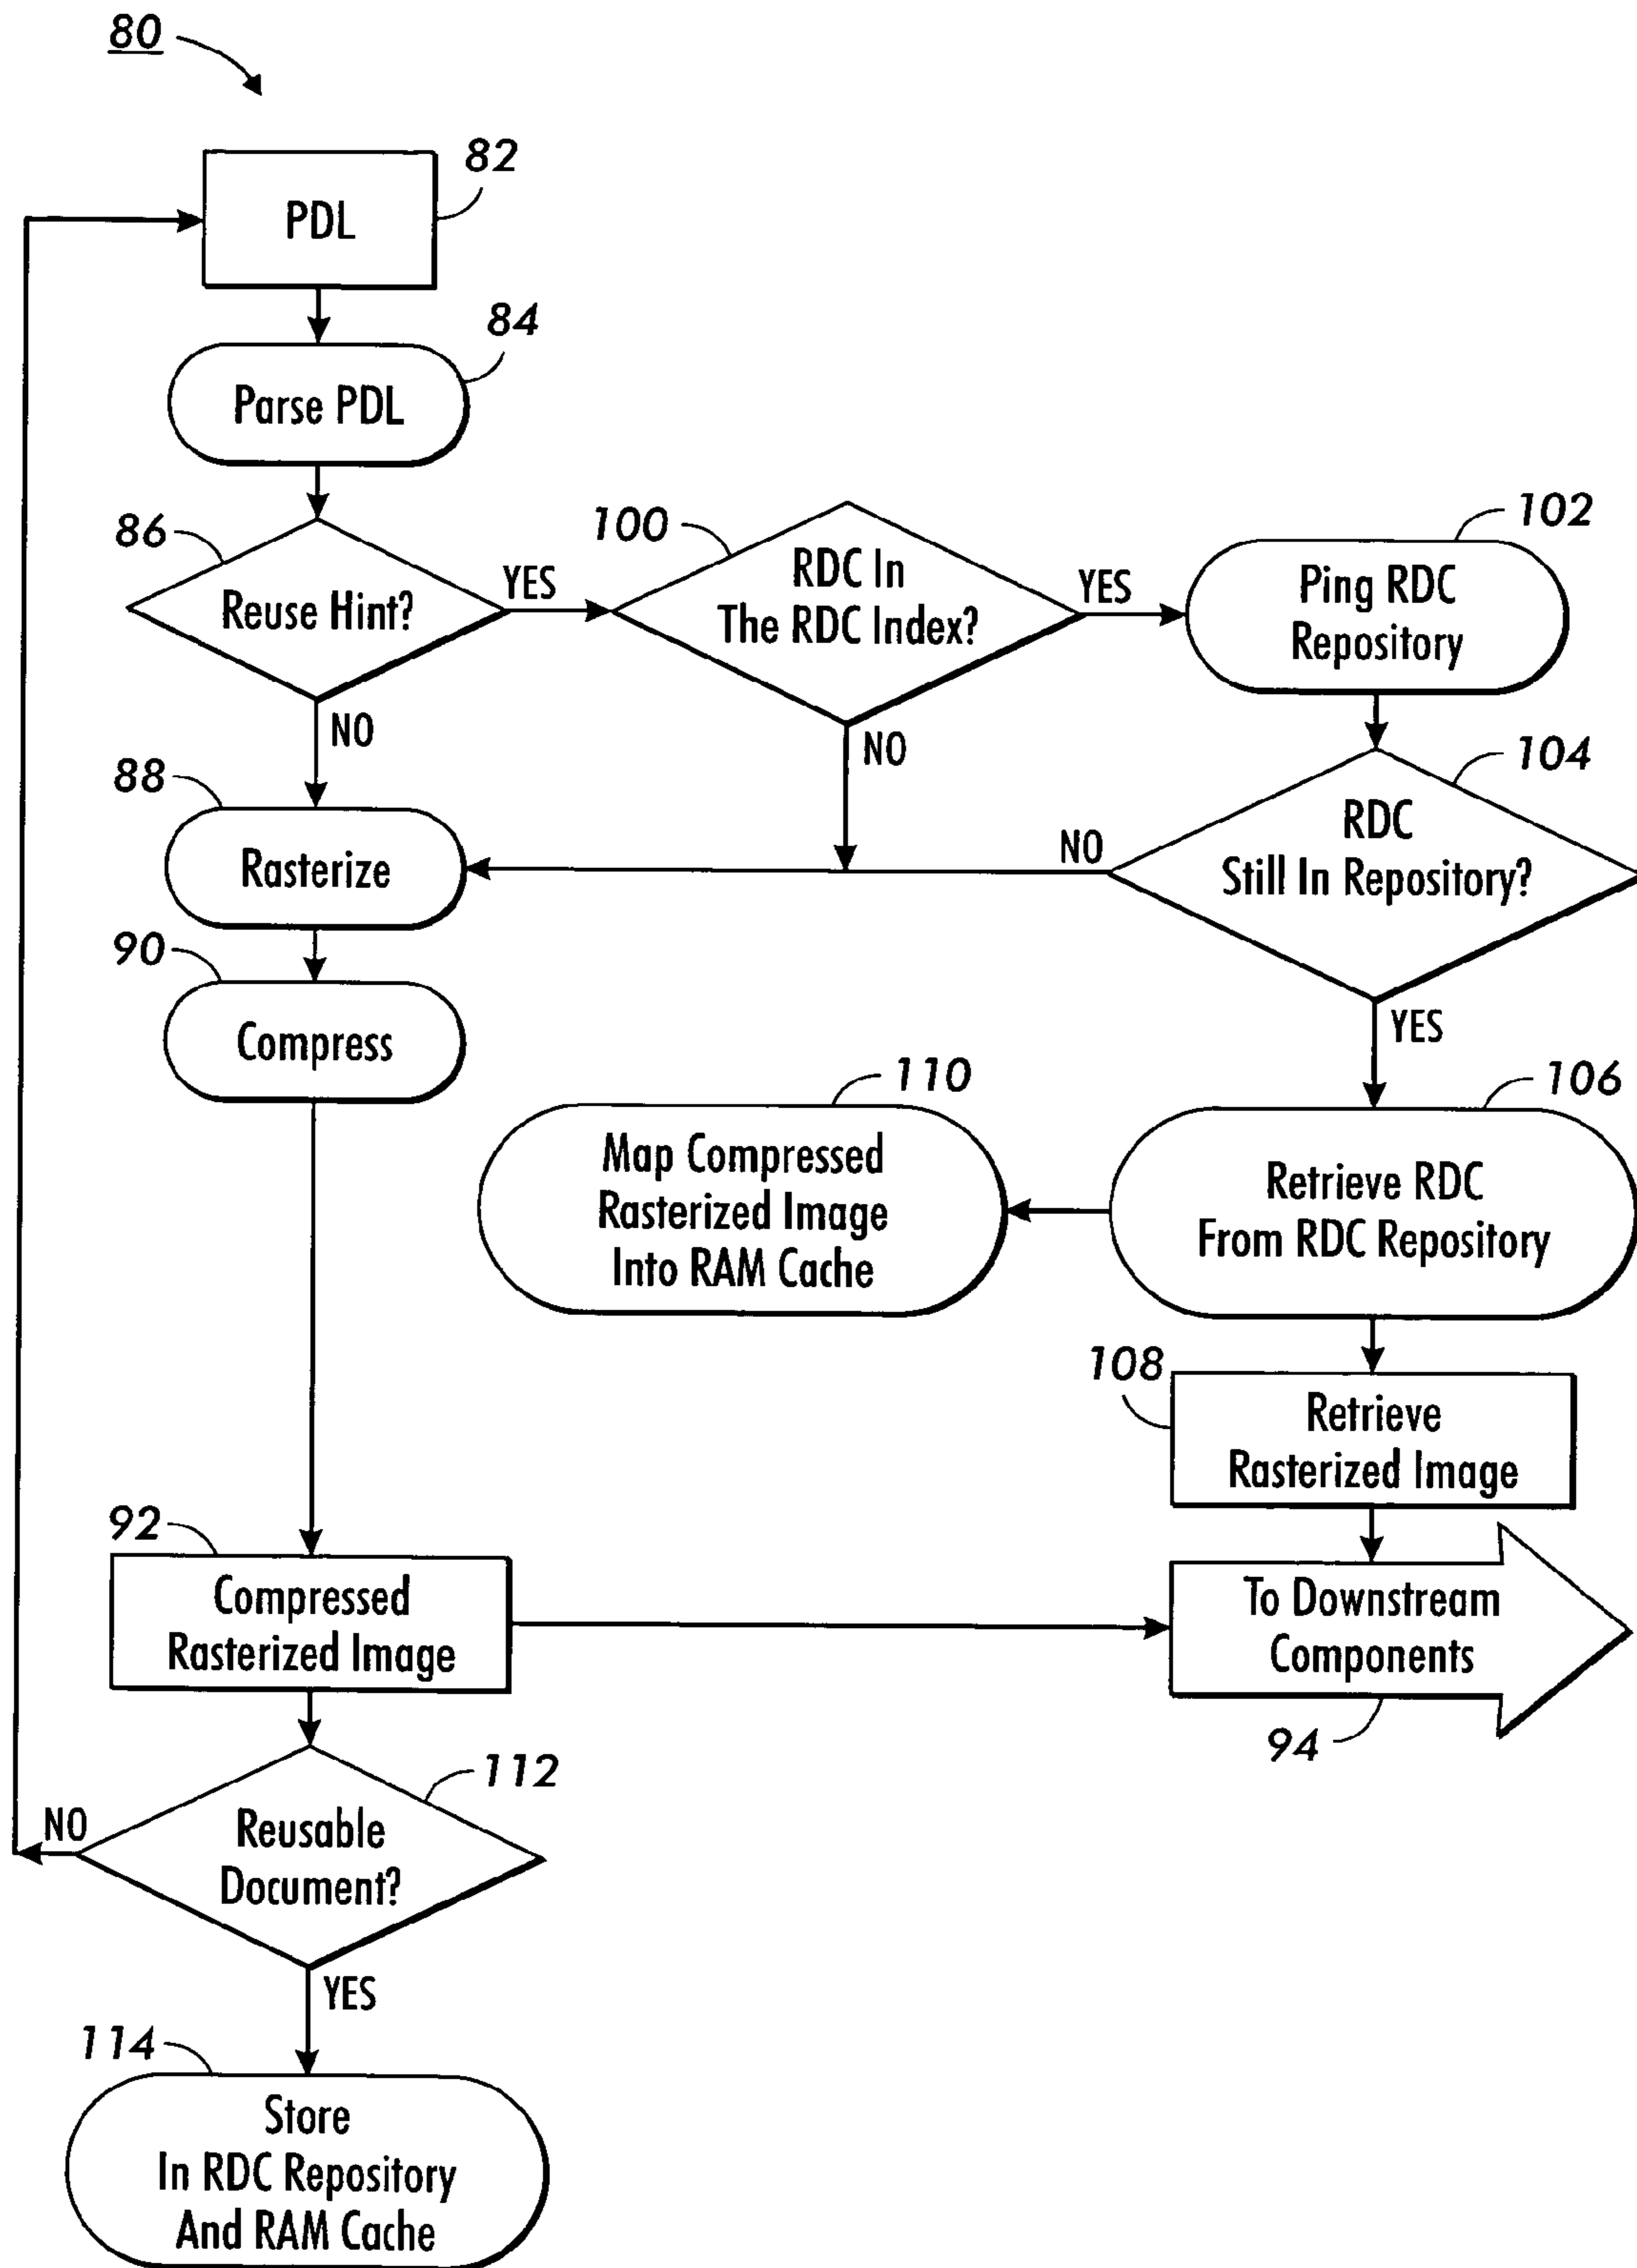 80
82
PDL
84
Parse PDL
86
Reuse Hint?
YES
NO
100
RDC In
The RDC Index?
YES
NO
102
Ping RDC
Repository
104
RDC
Still In Repository?
NO
YES
88
Rasterize
90
Compress
106
Retrieve RDC
From RDC Repository
110
Map Compressed
Rasterized Image
Into RAM Cache
108
Retrieve
Rasterized Image
92
Compressed
Rasterized Image
To Downstream
Components
94
112
Reusable
Document?
NO
YES
114
Store
In RDC Repository
And RAM Cache